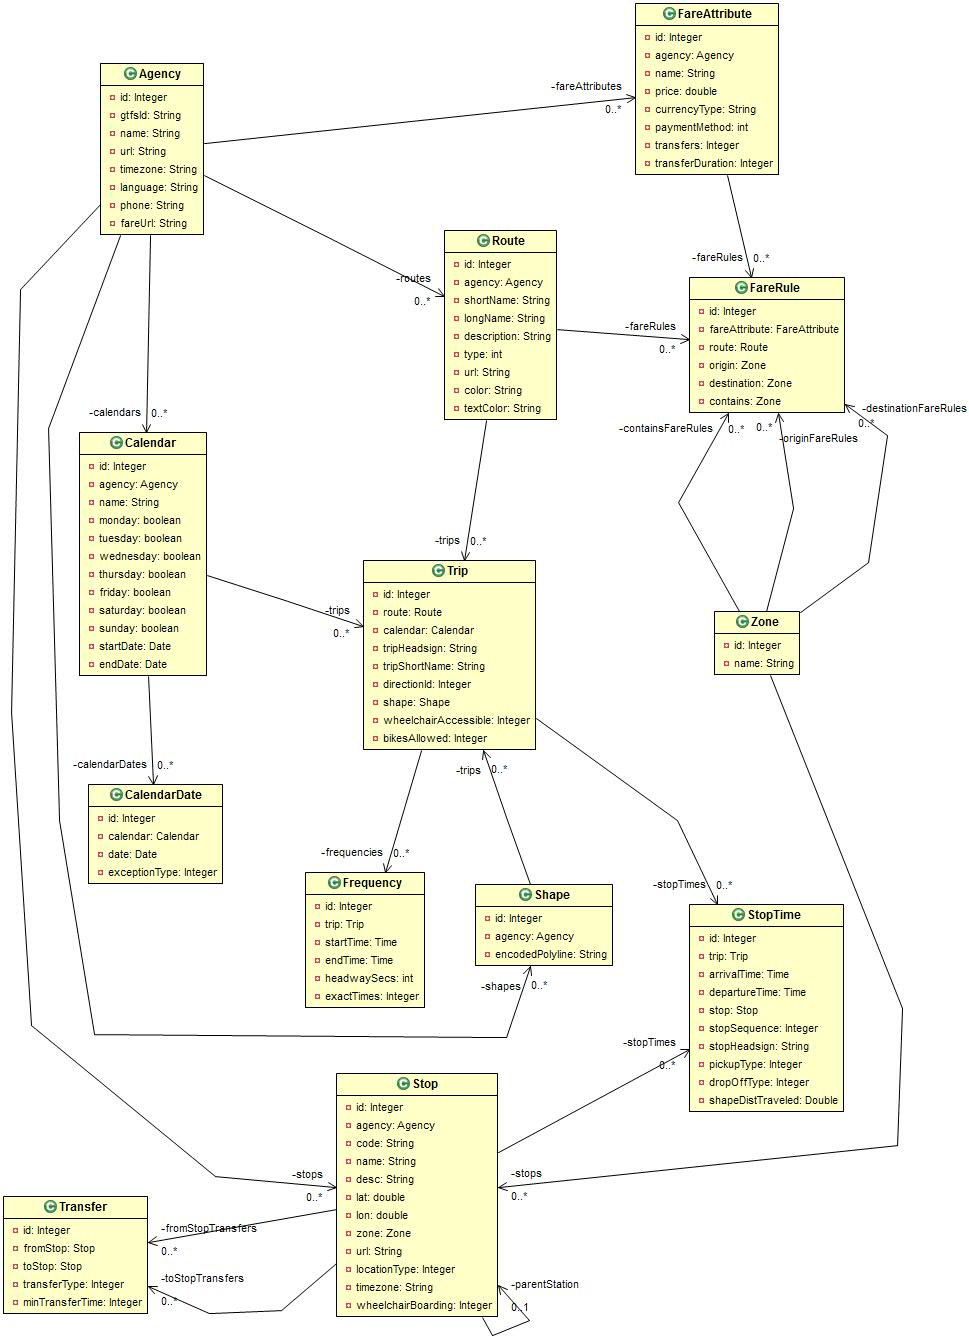 FareAttribute
id: Integer
agency: Agency
name: String
price: double
currencyType: String
paymentMethod: int
transfers: Integer
transferDuration: Integer
Agency
id: Integer
gtfsId: String
name: String
url: String
timezone: String
language: String
phone: String
fareUrl: String
-fareAttributes
0..*
-routes
0..*
Route
id: Integer
agency: Agency
shortName: String
longName: String
description: String
type: int
url: String
color: String
textColor: String
-fareRules
0..*
-fareRules
0..*
FareRule
id: Integer
fareAttribute: FareAttribute
route: Route
origin: Zone
destination: Zone
contains: Zone
-calendars
0..*
-containsFareRules
0..*
0..*
-originFareRules
-destinationFareRules
0..*
Calendar
id: Integer
agency: Agency
name: String
monday: boolean
tuesday: boolean
wednesday: boolean
thursday: boolean
friday: boolean
saturday: boolean
sunday: boolean
startDate: Date
endDate: Date
-trips
0..*
-trips
0..*
Trip
id: Integer
route: Route
calendar: Calendar
tripHeadsign: String
tripShortName: String
directionId: Integer
shape: Shape
wheelchairAccessible: Integer
bikesAllowed: Integer
Zone
id: Integer
name: String
-calendarDates
0..*
CalendarDate
id: Integer
calendar: Calendar
date: Date
exceptionType: Integer
-trips
0..*
-frequencies
0..*
Frequency
id: Integer
trip: Trip
startTime: Time
endTime: Time
headwaySecs: int
exactTimes: Integer
Shape
id: Integer
agency: Agency
encodedPolyline: String
-shapes
0..*
-stopTimes
0..*
StopTime
id: Integer
trip: Trip
arrivalTime: Time
departureTime: Time
stop: Stop
stopSequence: Integer
stopHeadsign: String
pickupType: Integer
dropOffType: Integer
shapeDistTraveled: Double
-stopTimes
0..*
Stop
id: Integer
agency: Agency
code: String
name: String
desc: String
lat: double
lon: double
zone: Zone
url: String
locationType: Integer
timezone: String
wheelchairBoarding: Integer
-stops
0..*
-stops
0..*
Transfer
id: Integer
fromStop: Stop
toStop: Stop
transferType: Integer
minTransferTime: Integer
-fromStopTransfers
0..*
-toStopTransfers
0..*
-parentStation
0..1